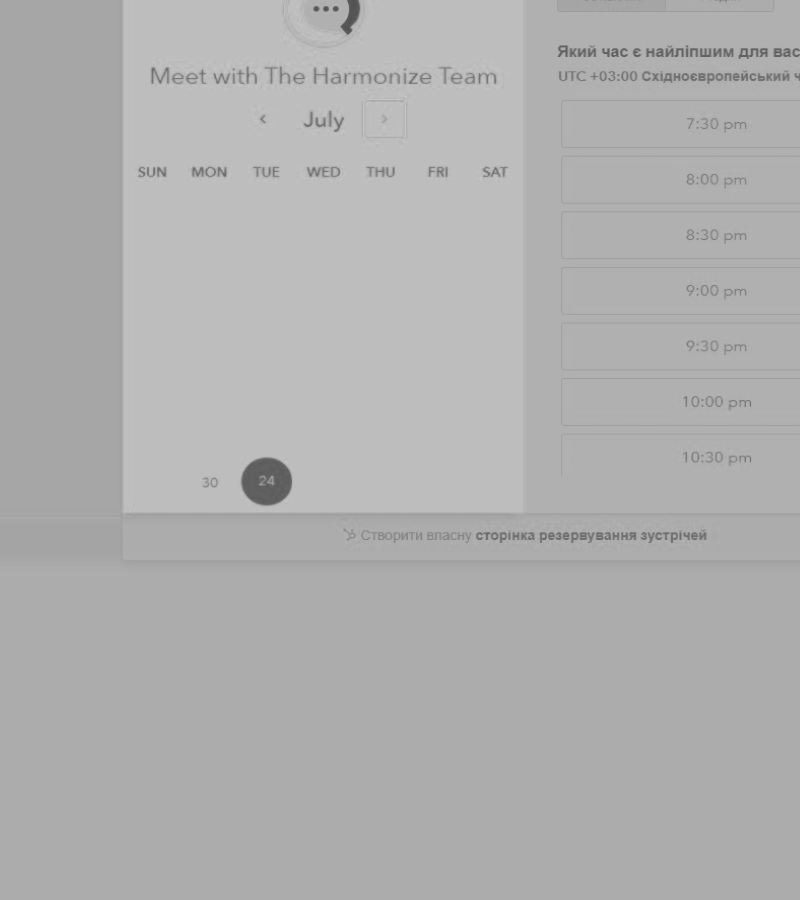 Meet with The Harmonize Team
July
SUN MON TUE WED THU FRI SAT
30 24
Який час є найліпшим для вас
UTC +03:00 Східноєвропейський ч
7:30 pm
8:00 pm
8:30 pm
9:00 pm
9:30 pm
10:00 pm
10:30 pm
Створити власну сторінка резервування зустрічей